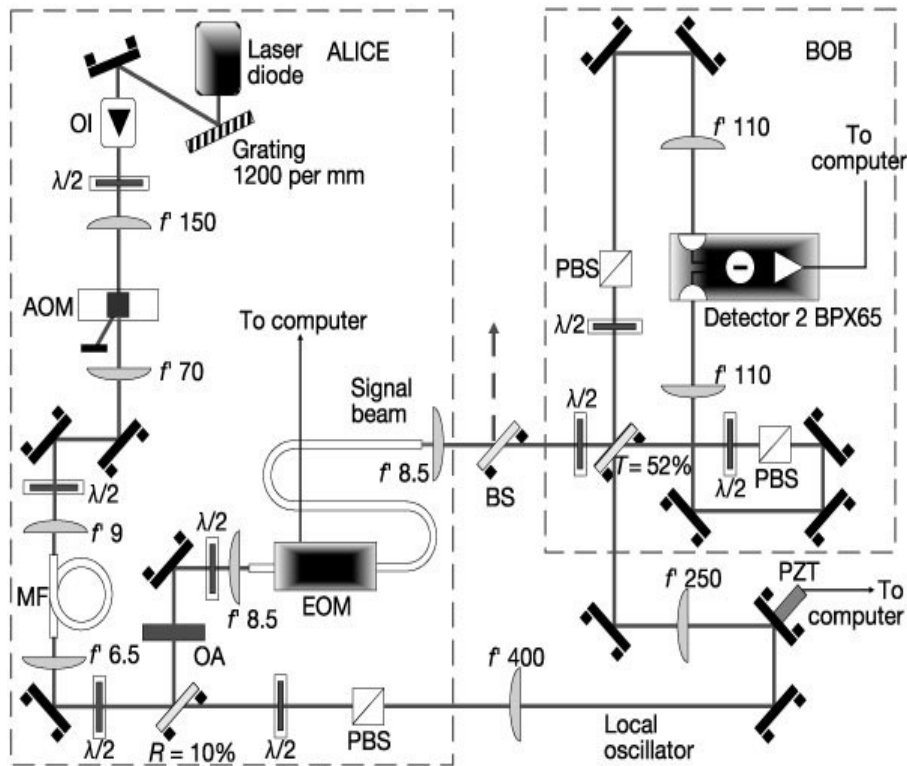 Laser
diode
ALICE
OI
Grating
1200 per mm
λ/2
f' 150
AOM
f' 70
To computer
Signal
beam
λ/2
f' 9
MF
f' 6.5
λ/2
f' 8.5
EOM
OA
f' 8.5
λ/2
R = 10%
λ/2
PBS
BOB
f' 110
To
computer
PBS
λ/2
Detector 2 BPX65
f' 110
λ/2
BS
T = 52%
λ/2
PBS
f' 250
PZT
To
computer
f' 400
Local
oscillator